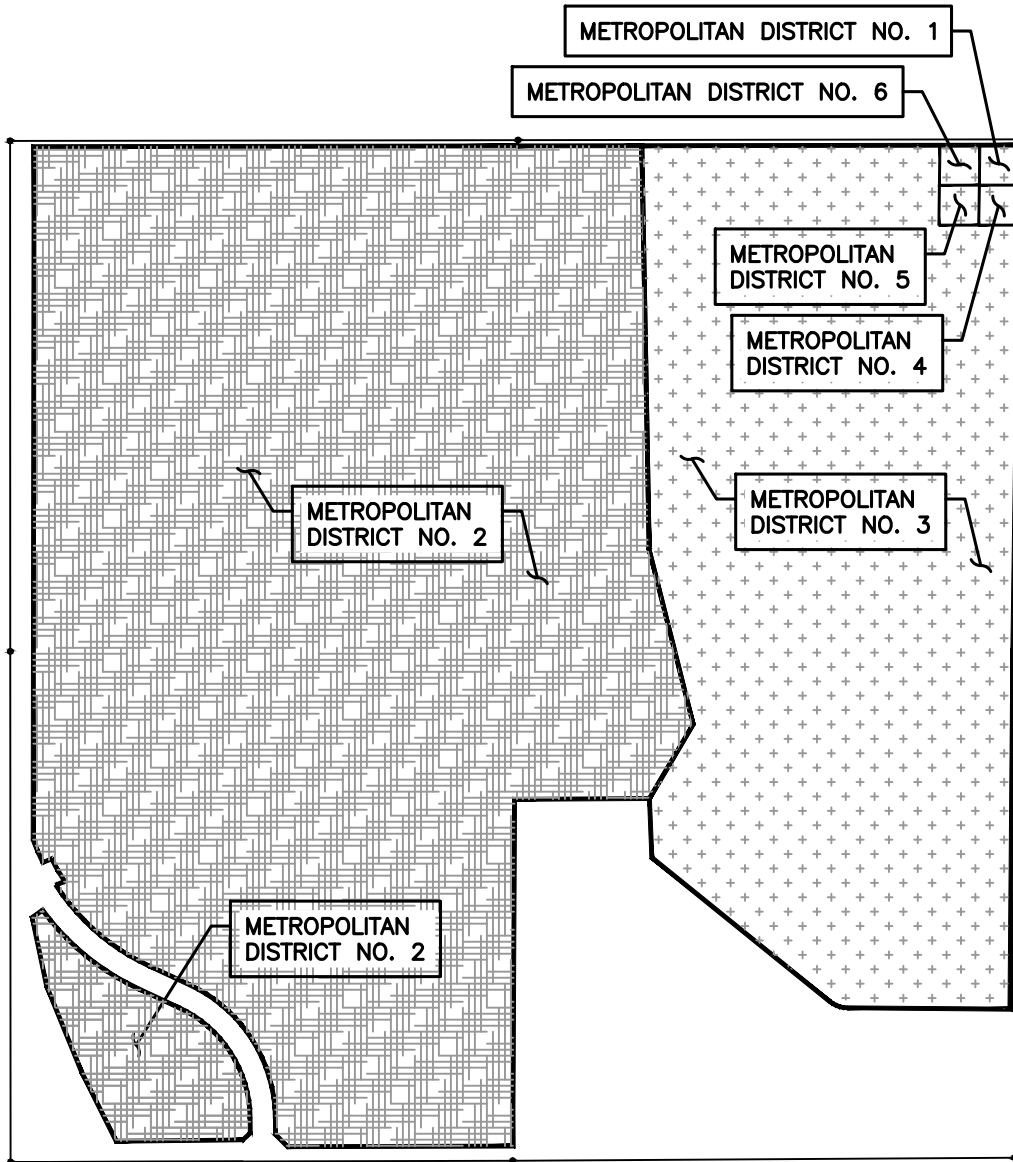 METROPOLITAN DISTRICT NO. 1
METROPOLITAN DISTRICT NO. 6
METROPOLITAN
DISTRICT NO. 5
METROPOLITAN
DISTRICT NO. 4
METROPOLITAN
DISTRICT NO. 2
METROPOLITAN
DISTRICT NO. 3
METROPOLITAN
DISTRICT NO. 2